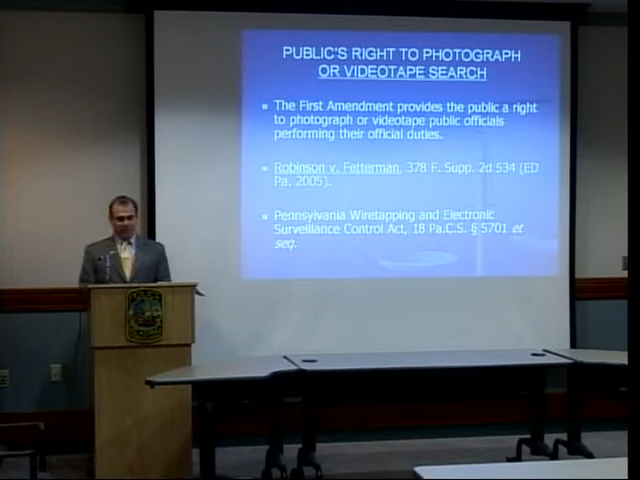 PUBLIC'S RIGHT TO PHOTOGRAPH
OR VIDEOTAPE SEARCH
The First Amendment provides the public a right
to photograph or videotape public officials
performing their official duties.
Robinson v. Fetterman, 378 F. Supp. 2d 534 (ED
Pa. 2005).
Pennsylvania Wiretapping and Electronic
Surveillance Control Act, 18 Pa.C.S. § 5701 et
seq.